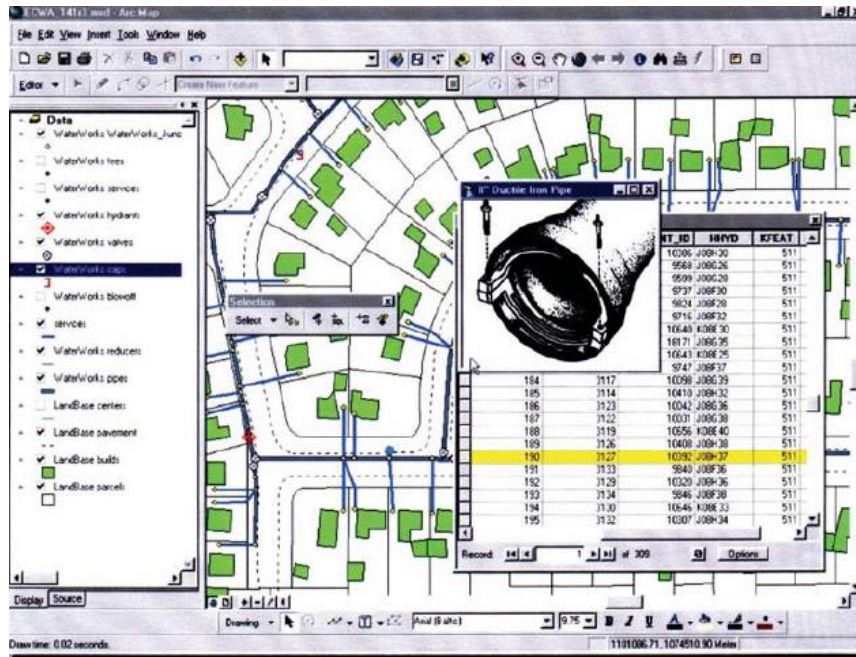 ECWA_141r3.mxd - ArcMap
File Edit View Insert Tools Window Help
Editor Create New Feature
Data
WaterWorks WaterWorks_Junc
WaterWorks tees
WaterWorks services
WaterWorks hydrants
WaterWorks valves
WaterWorks caps
WaterWorks blowoff
services
WaterWorks reducers
WaterWorks pipes
LandBase centers
LandBase pavement
LandBase builds
LandBase parcels
Display Source
Selection
Select
8" Ductile Iron Pipe
NT_ID HHYD KFEAT
10386 J08H30 511
9568 J08G26 511
9599 J08G28 511
9737 J08F30 511
9824 J08F28 511
9716 J08F32 511
10640 K08E30 511
18171 J08G35 511
10643 K08E25 511
9747 J08F37 511
184 3117 10098 J08G39 511
185 3114 10410 J08H32 511
186 3123 10042 J08G36 511
187 3122 10031 J08G38 511
188 3119 10656 K08E40 511
189 3126 10408 J08H38 511
190 3127 10392 J08H37 511
191 3133 9840 J08F36 511
192 3129 10320 J08H36 511
193 3134 9846 J08F38 511
194 3130 10646 K08E33 511
195 3132 10307 J08H34 511
Record: 1 of 309 Options
Drawing A Arial (Baltic) 9.75 B I U A
Draw time: 0.02 seconds. 1101086.71, 1074510.90 Meter